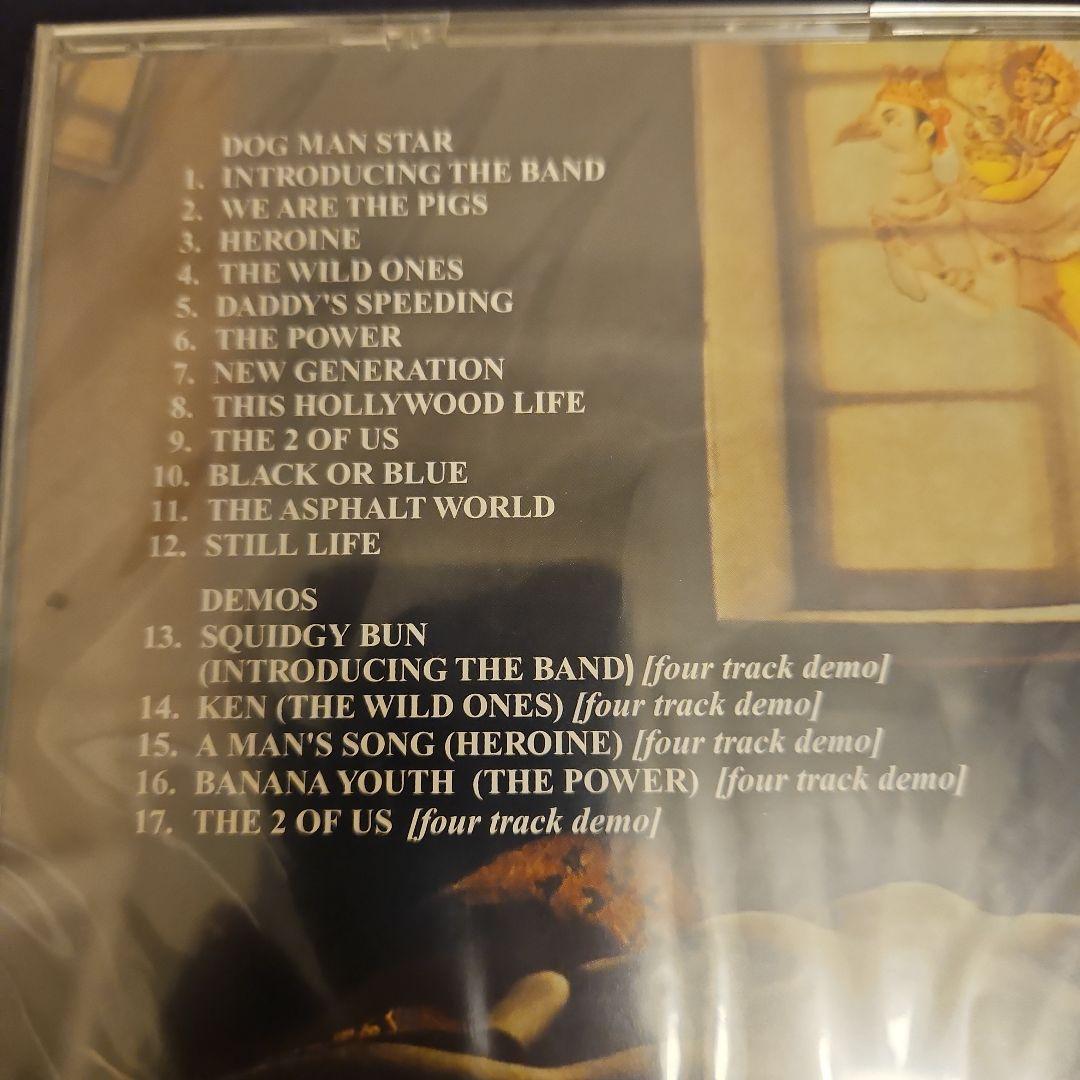 DOG MAN STAR
1. INTRODUCING THE BAND
2. WE ARE THE PIGS
3. HEROINE
4. THE WILD ONES
5. DADDY'S SPEEDING
6. THE POWER
7. NEW GENERATION
8. THIS HOLLYWOOD LIFE
9. THE 2 OF US
10. BLACK OR BLUE
11. THE ASPHALT WORLD
12. STILL LIFE
DEMOS
13. SQUIDGY BUN
(INTRODUCING THE BAND) [four track demo]
14. KEN (THE WILD ONES) [four track demo]
15. A MAN'S SONG (HEROINE) [four track demo]
16. BANANA YOUTH (THE POWER) [four track demo]
17. THE 2 OF US [four track demo]